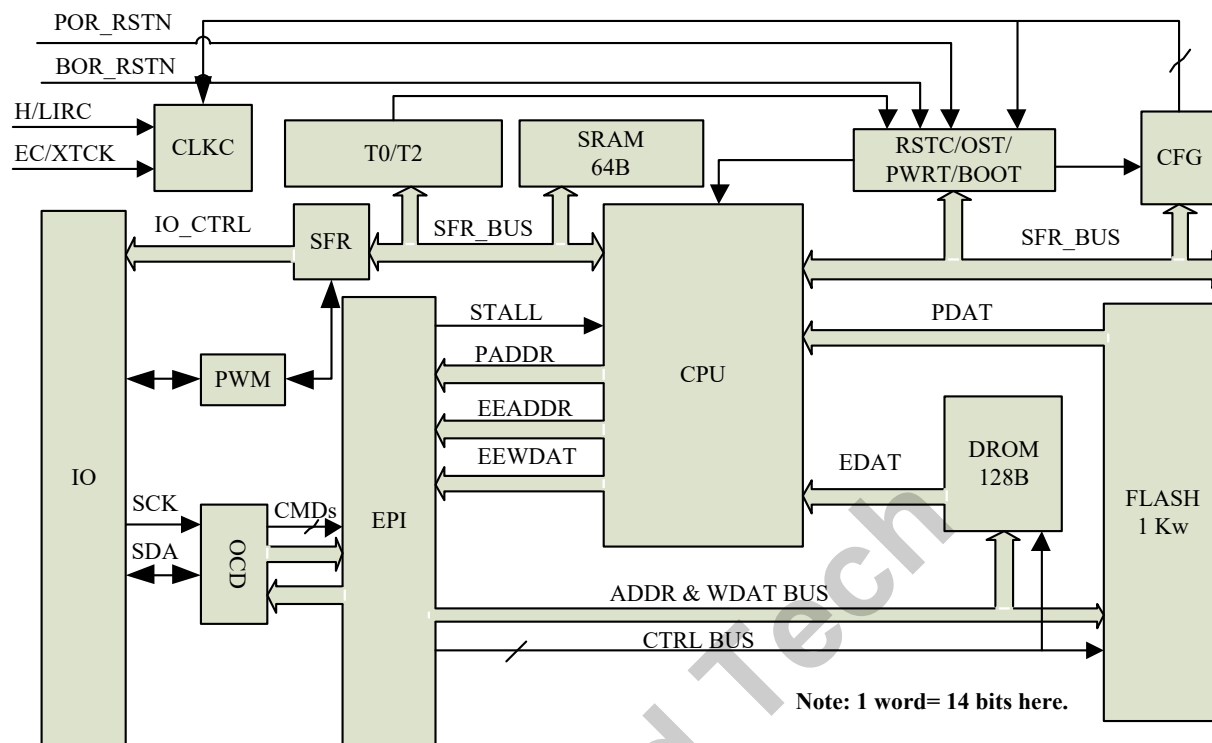 POR_RSTN
BOR_RSTN
H/LIRC
EC/XTCK
CLKC
T0/T2
SRAM
64B
RSTC/OST/
PWRT/BOOT
CFG
IO_CTRL
SFR
SFR_BUS
SFR_BUS
STALL
PDAT
PADDR
PWM
CPU
EEADDR
EEWDAT
EDAT
DROM
128B
IO
SCK
CMDs
EPI
FLASH
1 Kw
SDA
OCD
ADDR & WDAT BUS
CTRL BUS
Note: 1 word= 14 bits here.
d Tech